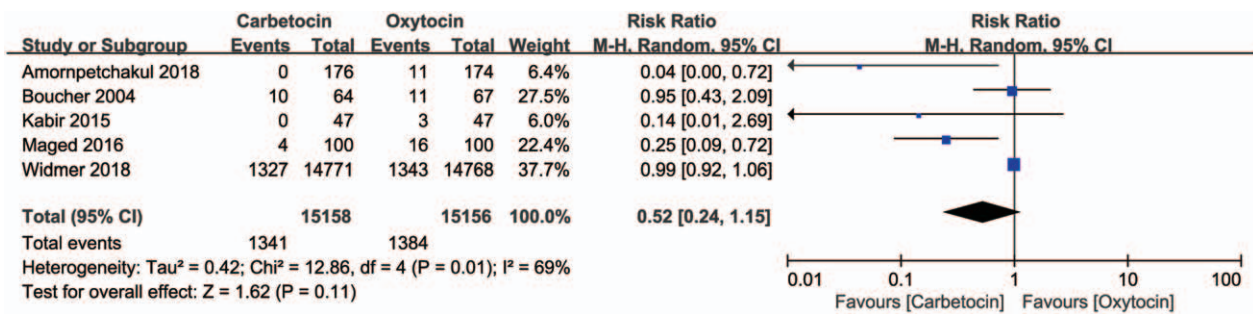 Carbetocin Oxytocin Risk Ratio Risk Ratio
Study or Subgroup Events Total Events Total Weight M-H, Random, 95% CI M-H, Random, 95% CI
Amornpetchakul 2018 0 176 11 174 6.4% 0.04 [0.00, 0.72]
Boucher 2004 10 64 11 67 27.5% 0.95 [0.43, 2.09]
Kabir 2015 0 47 3 47 6.0% 0.14 [0.01, 2.69]
Maged 2016 4 100 16 100 22.4% 0.25 [0.09, 0.72]
Widmer 2018 1327 14771 1343 14768 37.7% 0.99 [0.92, 1.06]
Total (95% CI) 15158 15156 100.0% 0.52 [0.24, 1.15]
Total events 1341 1384
Heterogeneity: Tau² = 0.42; Chi² = 12.86, df = 4 (P = 0.01); I² = 69%
Test for overall effect: Z = 1.62 (P = 0.11)
0.01 0.1 1 10 100
Favours [Carbetocin] Favours [Oxytocin]